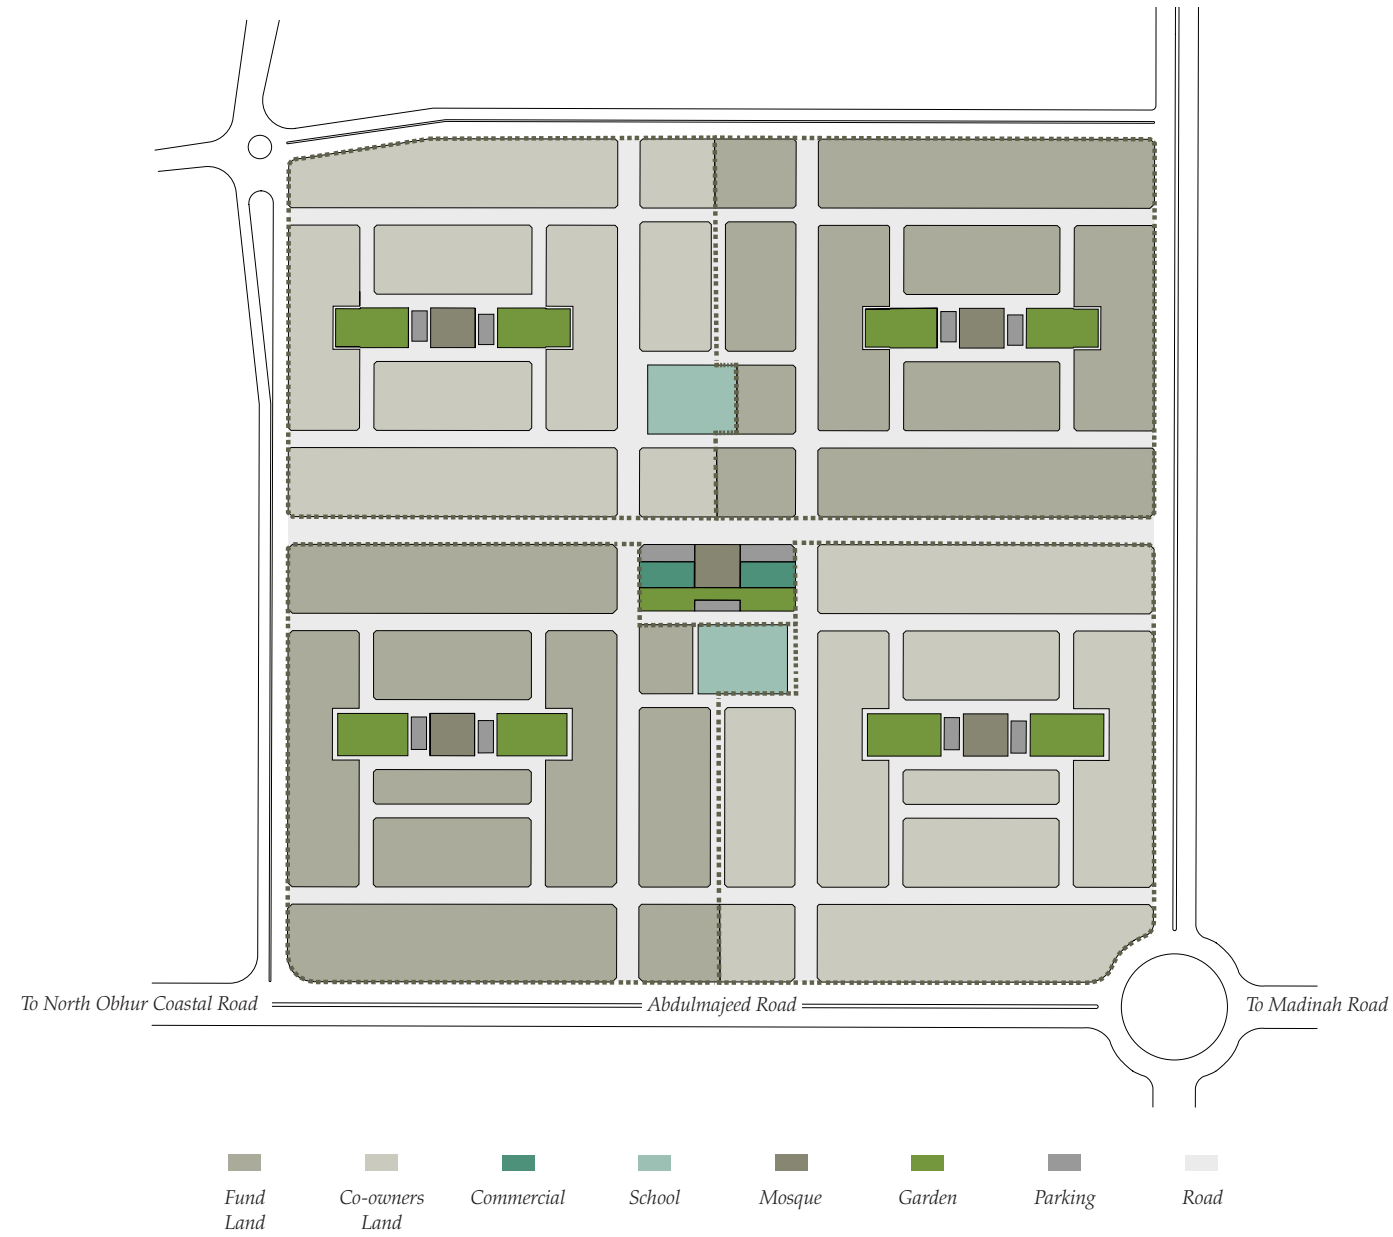 To North Obhur Coastal Road
Abdulmajeed Road
To Madinah Road
Fund
Land
Co-owners
Land
Commercial
School
Mosque
Garden
Parking
Road